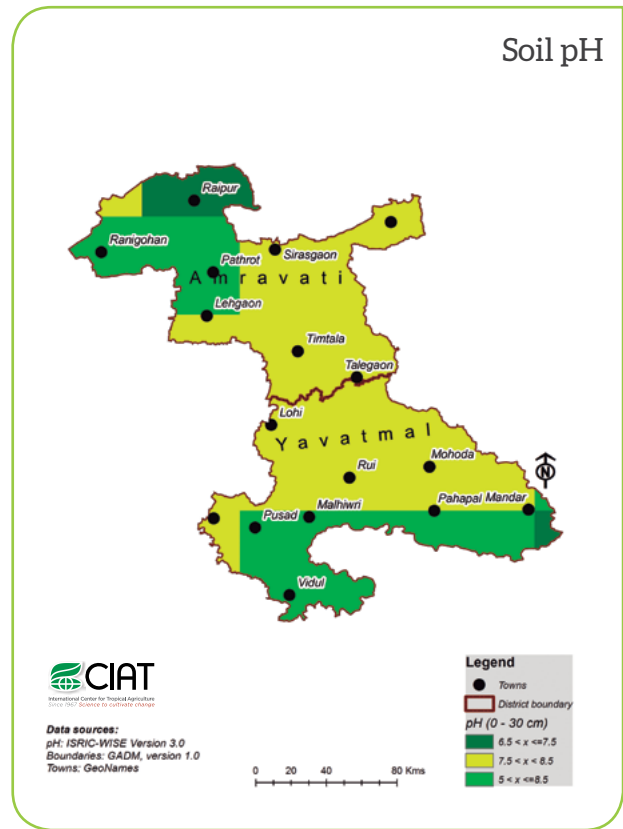 Soil pH
Raipur
Ranigohan
Pathrot
Sirasgaon
Amravati
Lehgaon
Timtala
Talegaon
Lohi
Yavatmal
Mohoda
Rui
N
Pahapal
Mandar
Malhiwri
Pusad
Vidul
CIAT
International Center for Tropical Agriculture
Since 1967 Science to cultivate change
Data sources:
pH: ISRIC-WISE Version 3.0
Boundaries: GADM, version 1.0
Towns: GeoNames
0 20 40 80 Kms
Legend
Towns
District boundary
pH (0 - 30 cm)
6.5 < x <=7.5
7.5 < x < 8.5
5 < x <=8.5